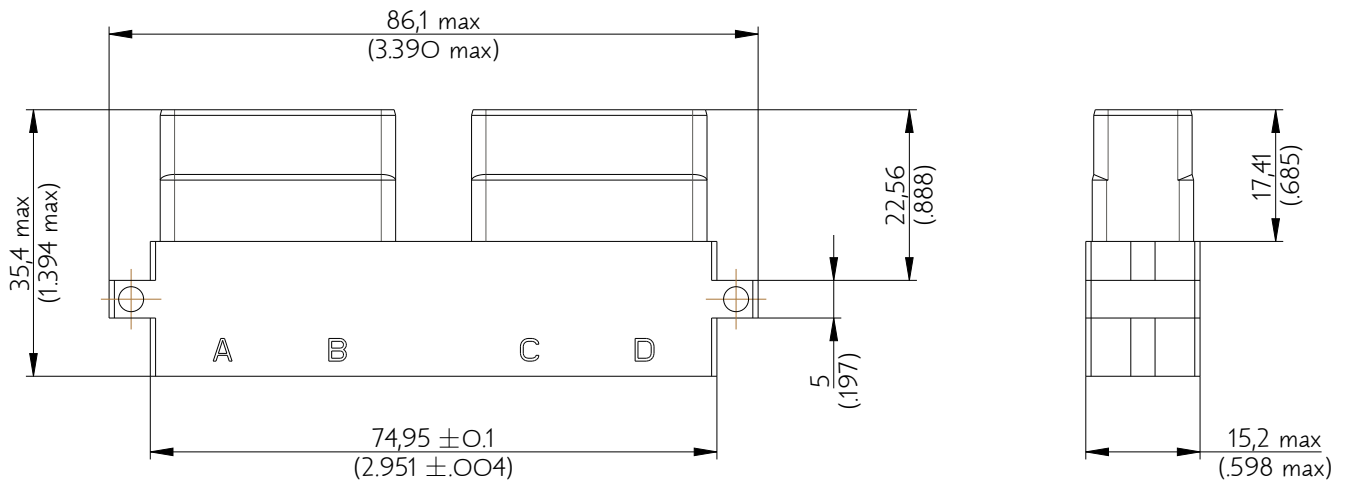 86,1 max
(3.390 max)
35,4 max
(1.394 max)
22,56
(.888)
17,41
(.685)
A B C D
5
(.197)
74,95 ±0.1
(2.951 ±.004)
15,2 max
(.598 max)